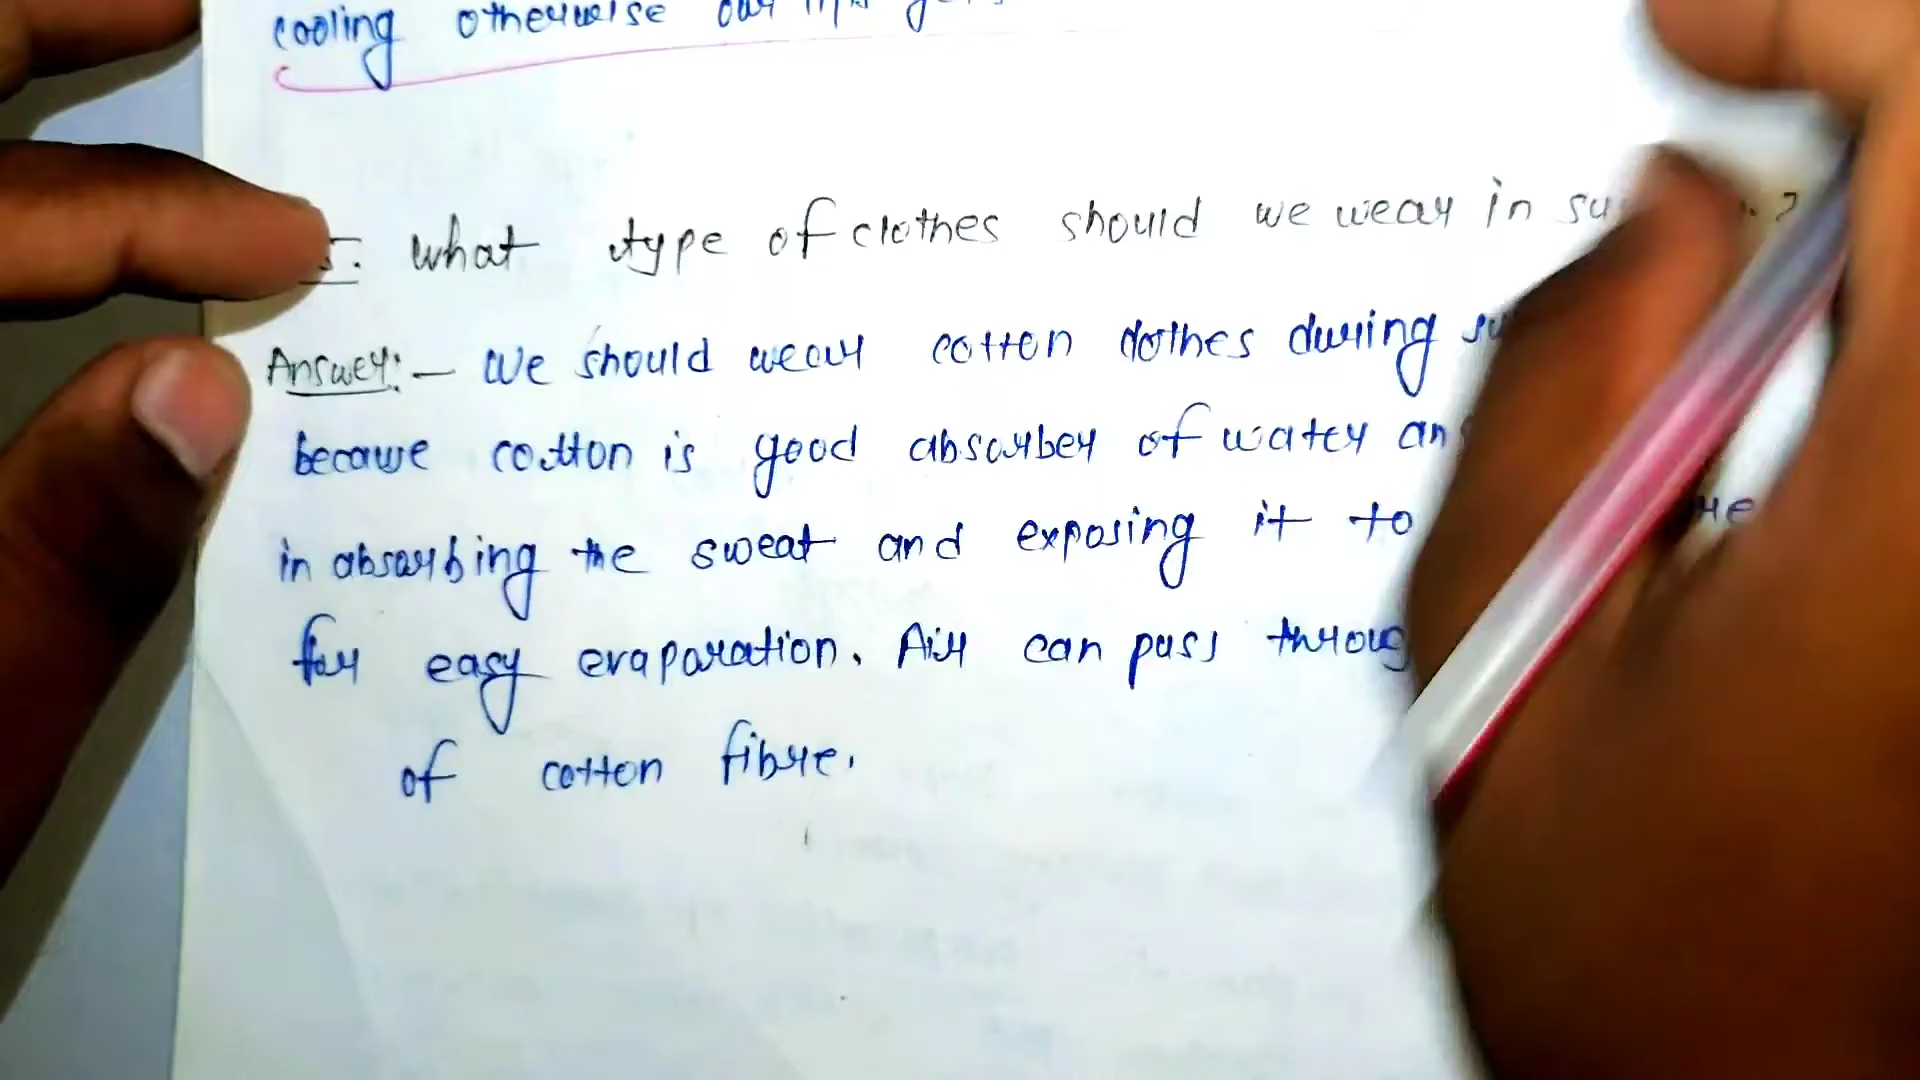 cooling otherwise our
5. What type of clothes should we wear in
Answer:- We should wear cotton clothes during
because cotton is good absorber of water
in absorbing the sweat and exposing it to
for easy evaporation. Air can pass
of cotton fibre.